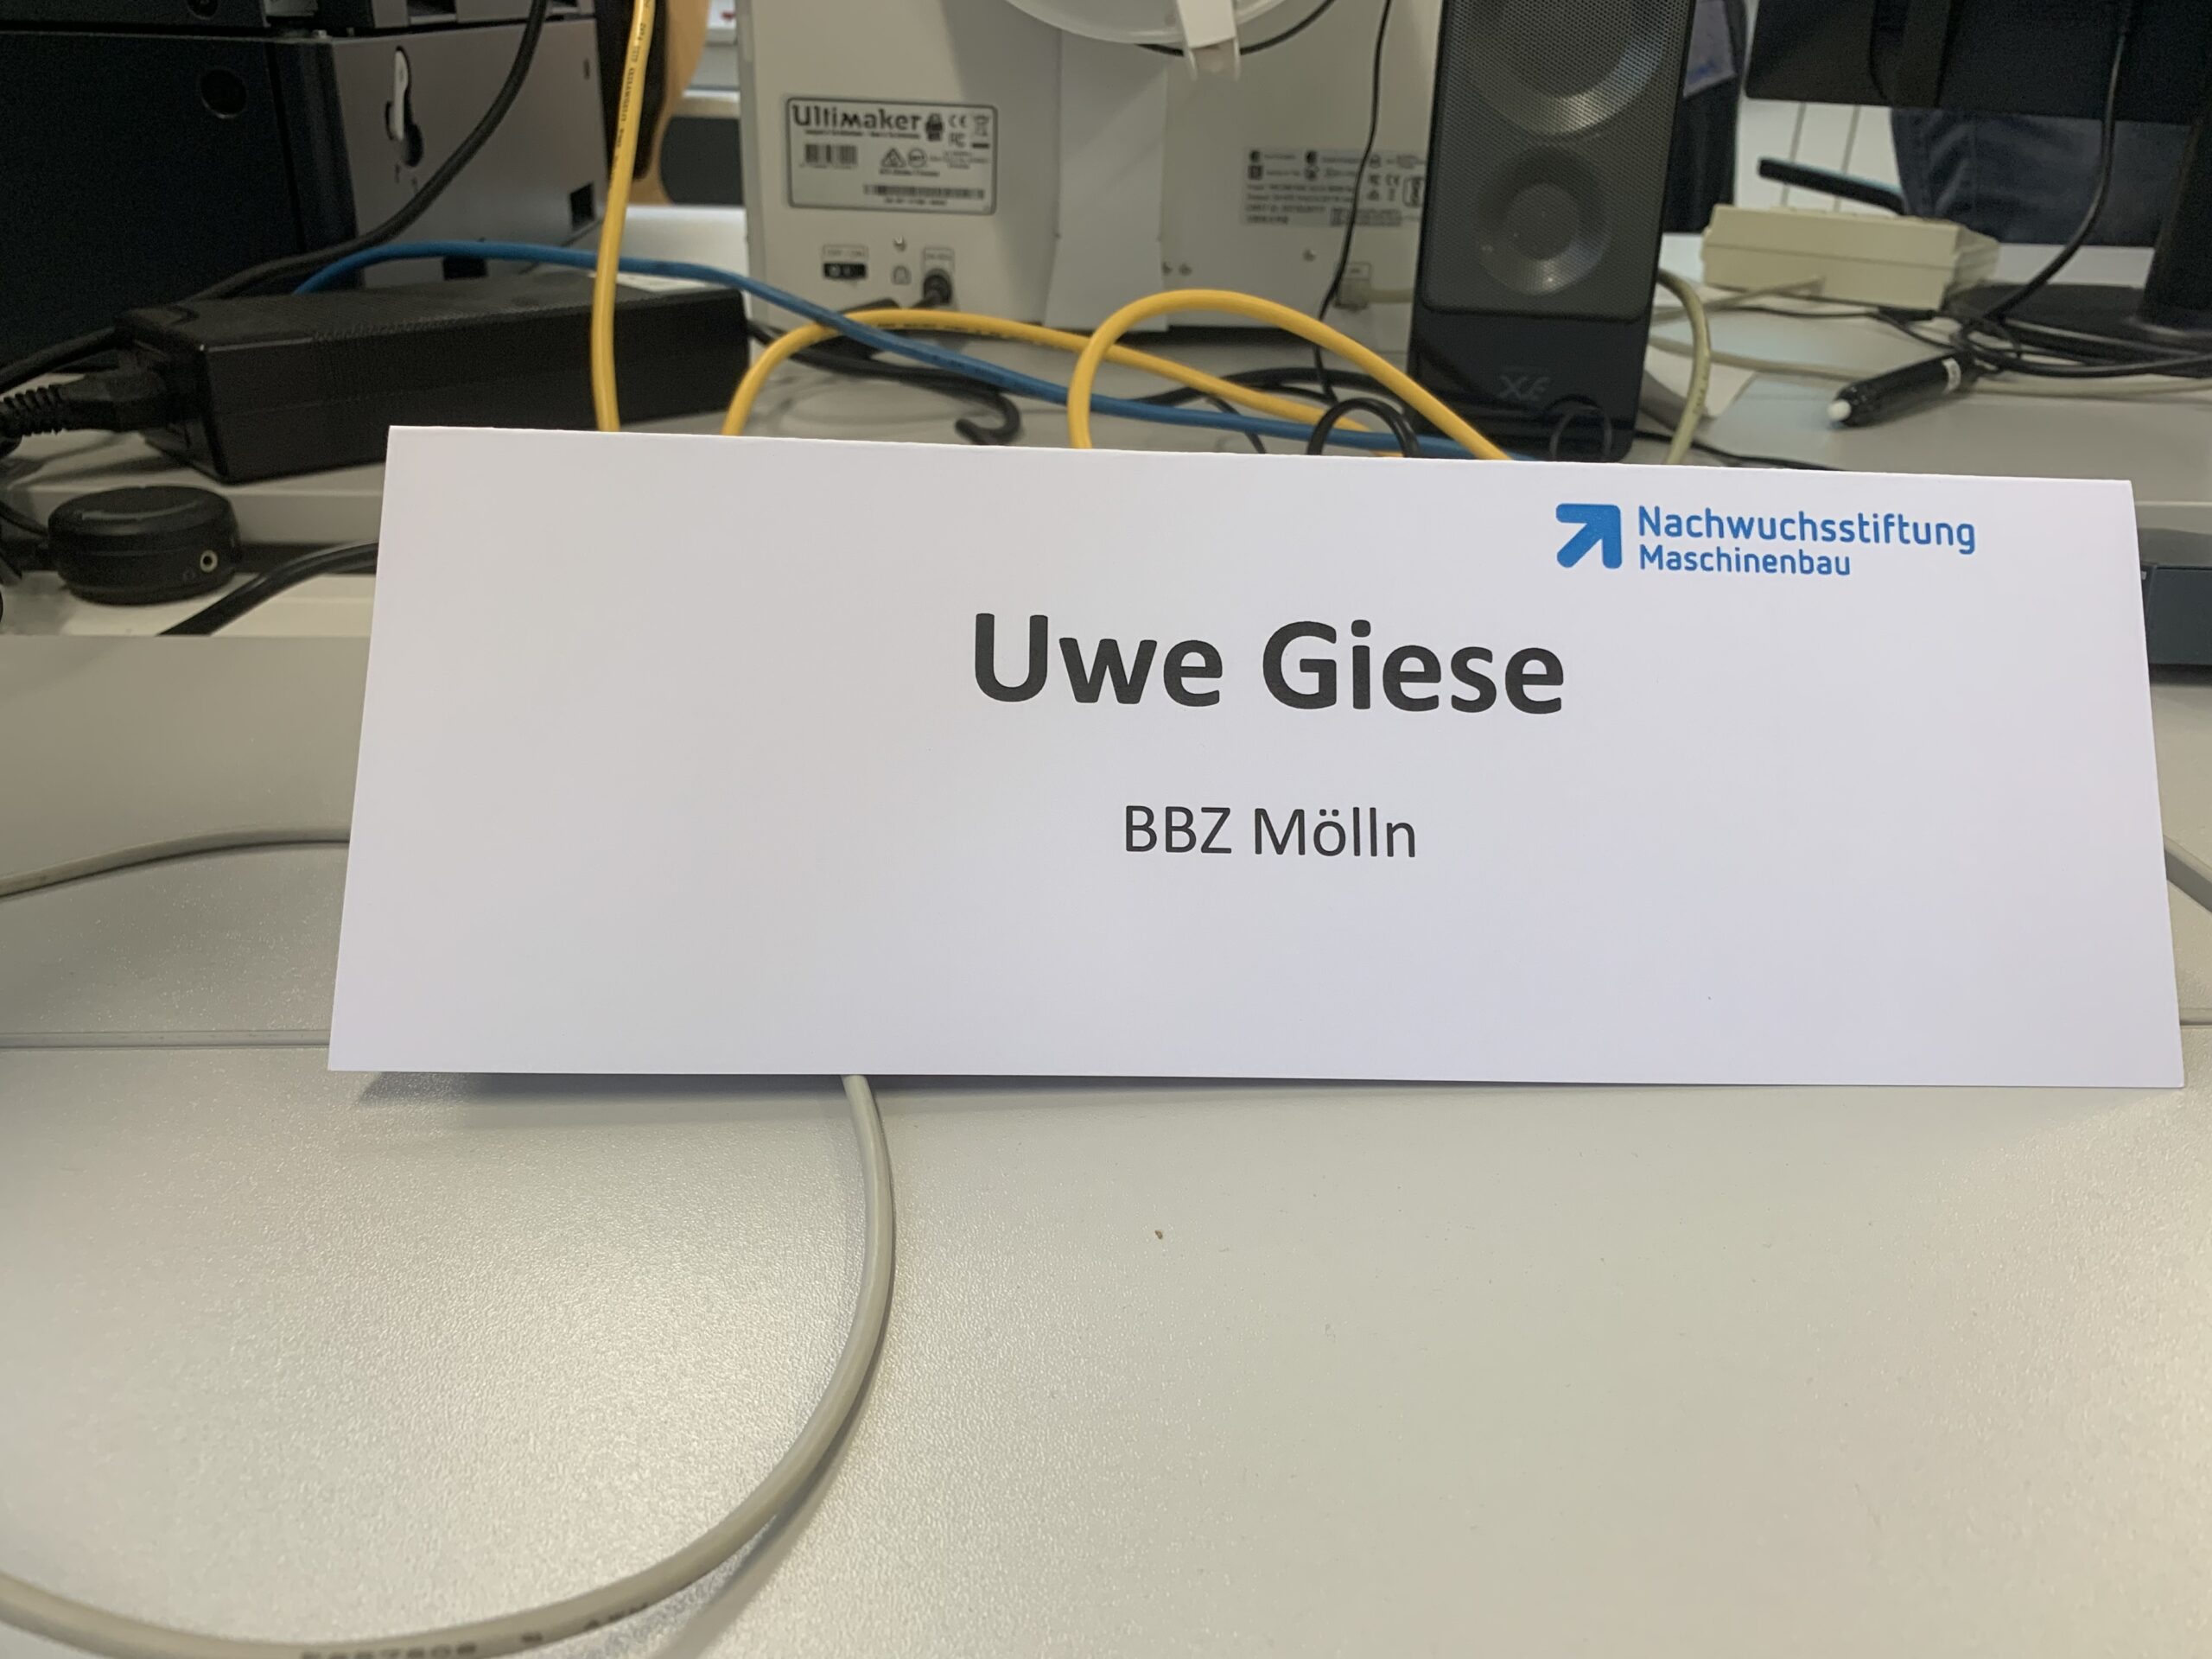 Ultimaker
Nachwuchsstiftung
Maschinenbau
Uwe Giese
BBZ Mölln